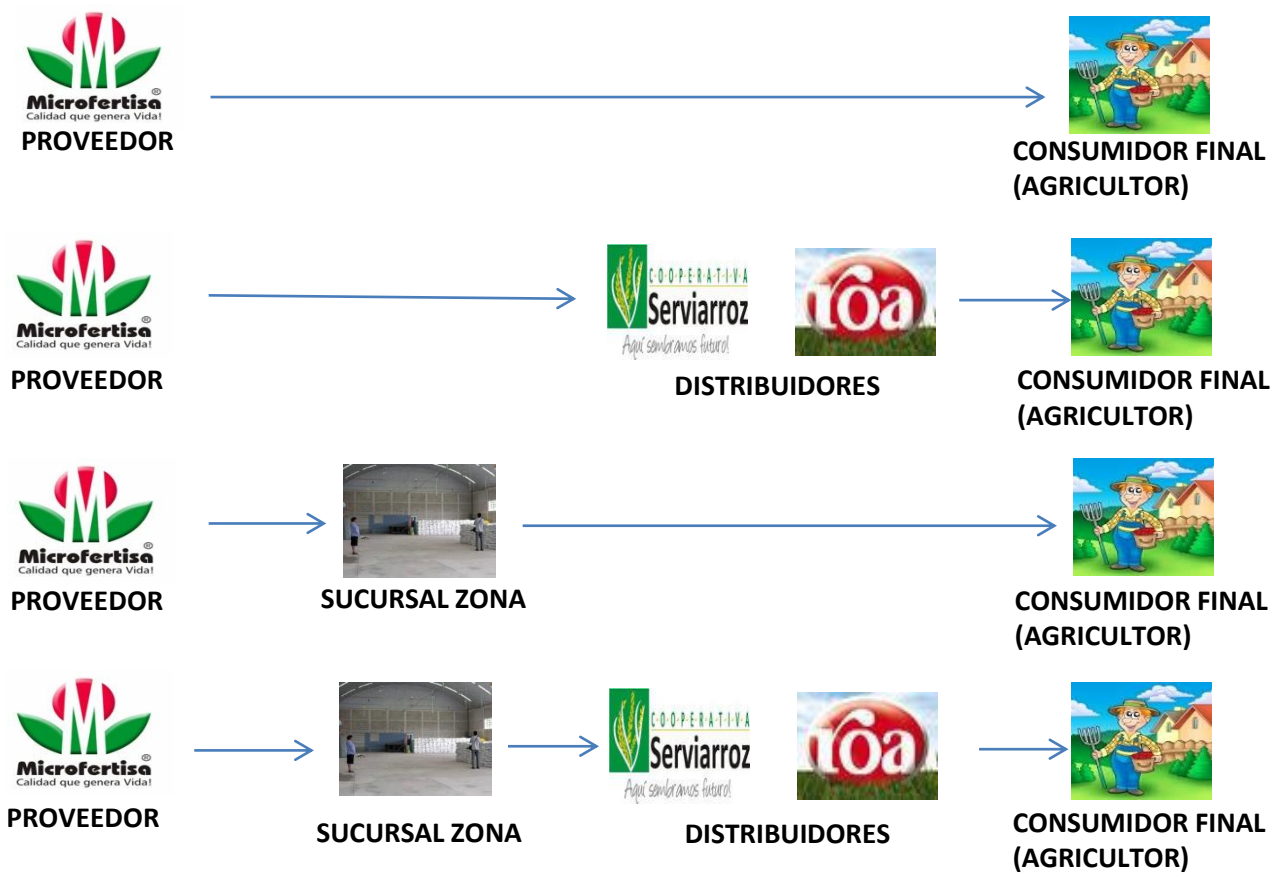 Microfertisa®
Calidad que genera Vida!
PROVEEDOR
CONSUMIDOR FINAL
(AGRICULTOR)
Microfertisa®
Calidad que genera Vida!
PROVEEDOR
COOPERATIVA
Serviarroz
Aquí sembramos futuro!
roa
DISTRIBUIDORES
CONSUMIDOR FINAL
(AGRICULTOR)
Microfertisa®
Calidad que genera Vida!
PROVEEDOR
SUCURSAL ZONA
CONSUMIDOR FINAL
(AGRICULTOR)
Microfertisa®
Calidad que genera Vida!
PROVEEDOR
SUCURSAL ZONA
COOPERATIVA
Serviarroz
Aquí sembramos futuro!
roa
DISTRIBUIDORES
CONSUMIDOR FINAL
(AGRICULTOR)